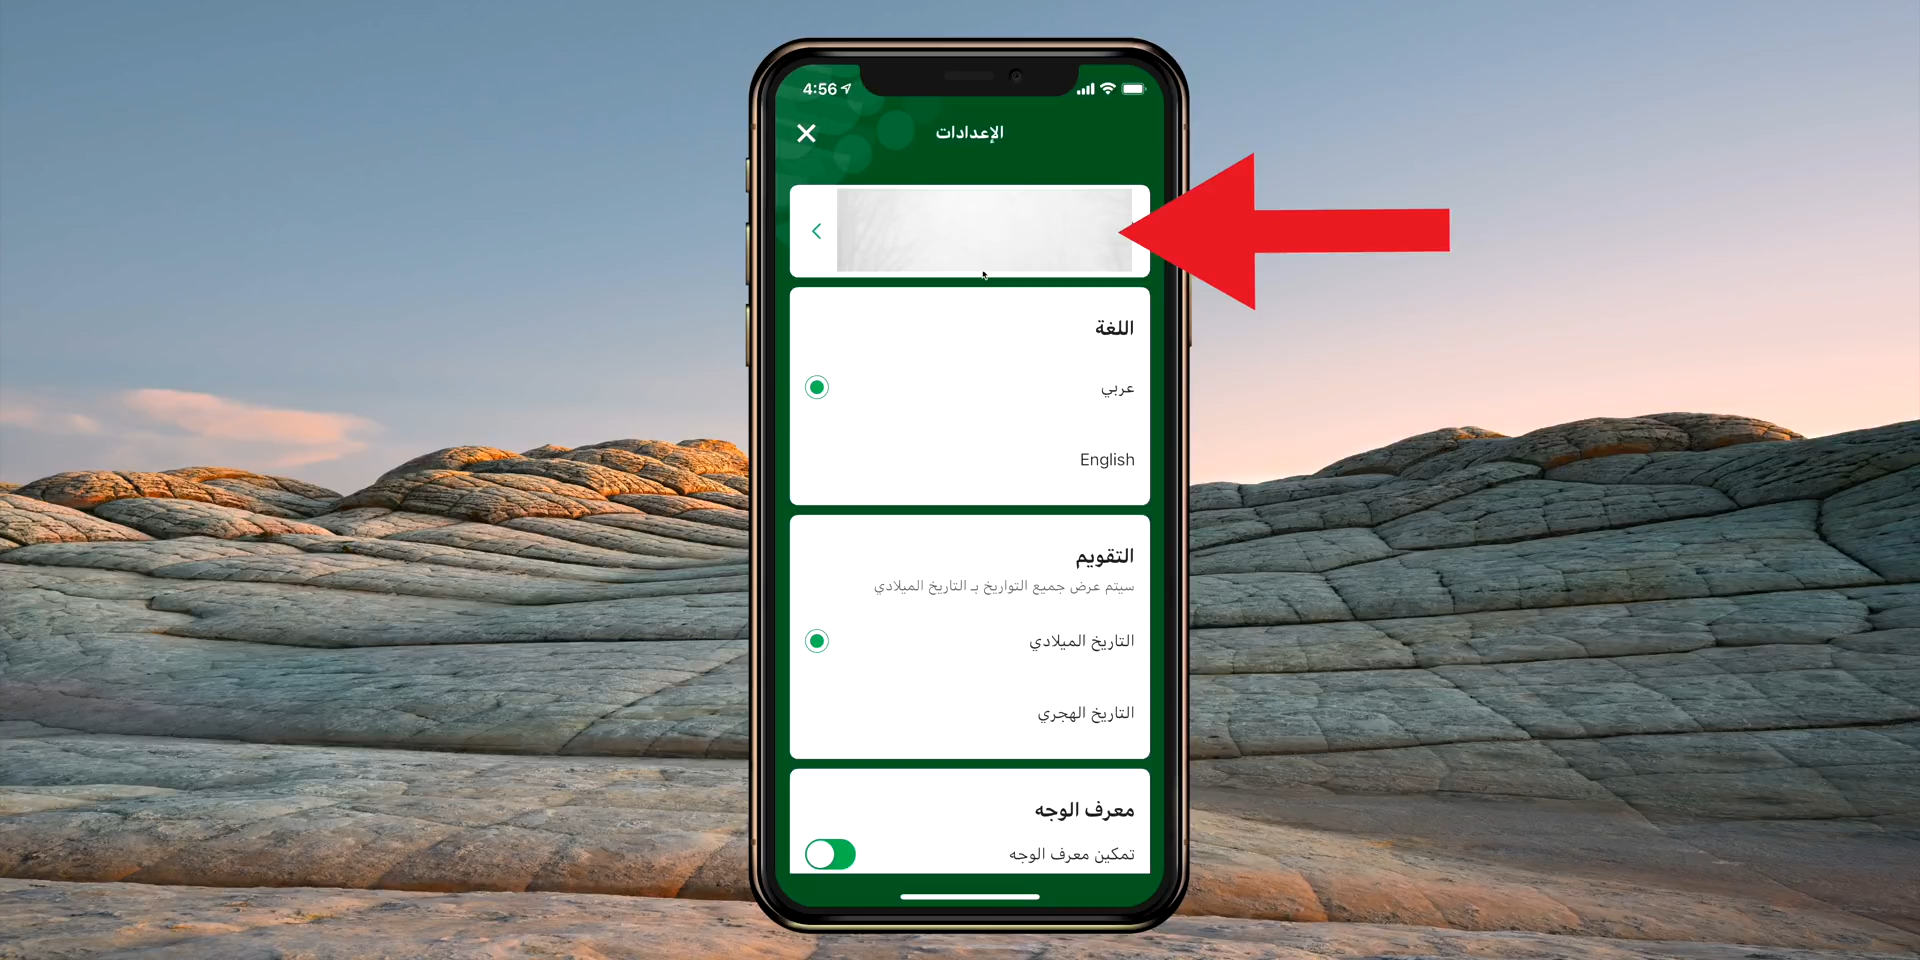 4:56
الإعدادات
اللغة
عربي
English
التقويم
سيتم عرض جميع التواريخ بـ التاريخ الميلادي
التاريخ الميلادي
التاريخ الهجري
معرف الوجه
تمكين معرف الوجه